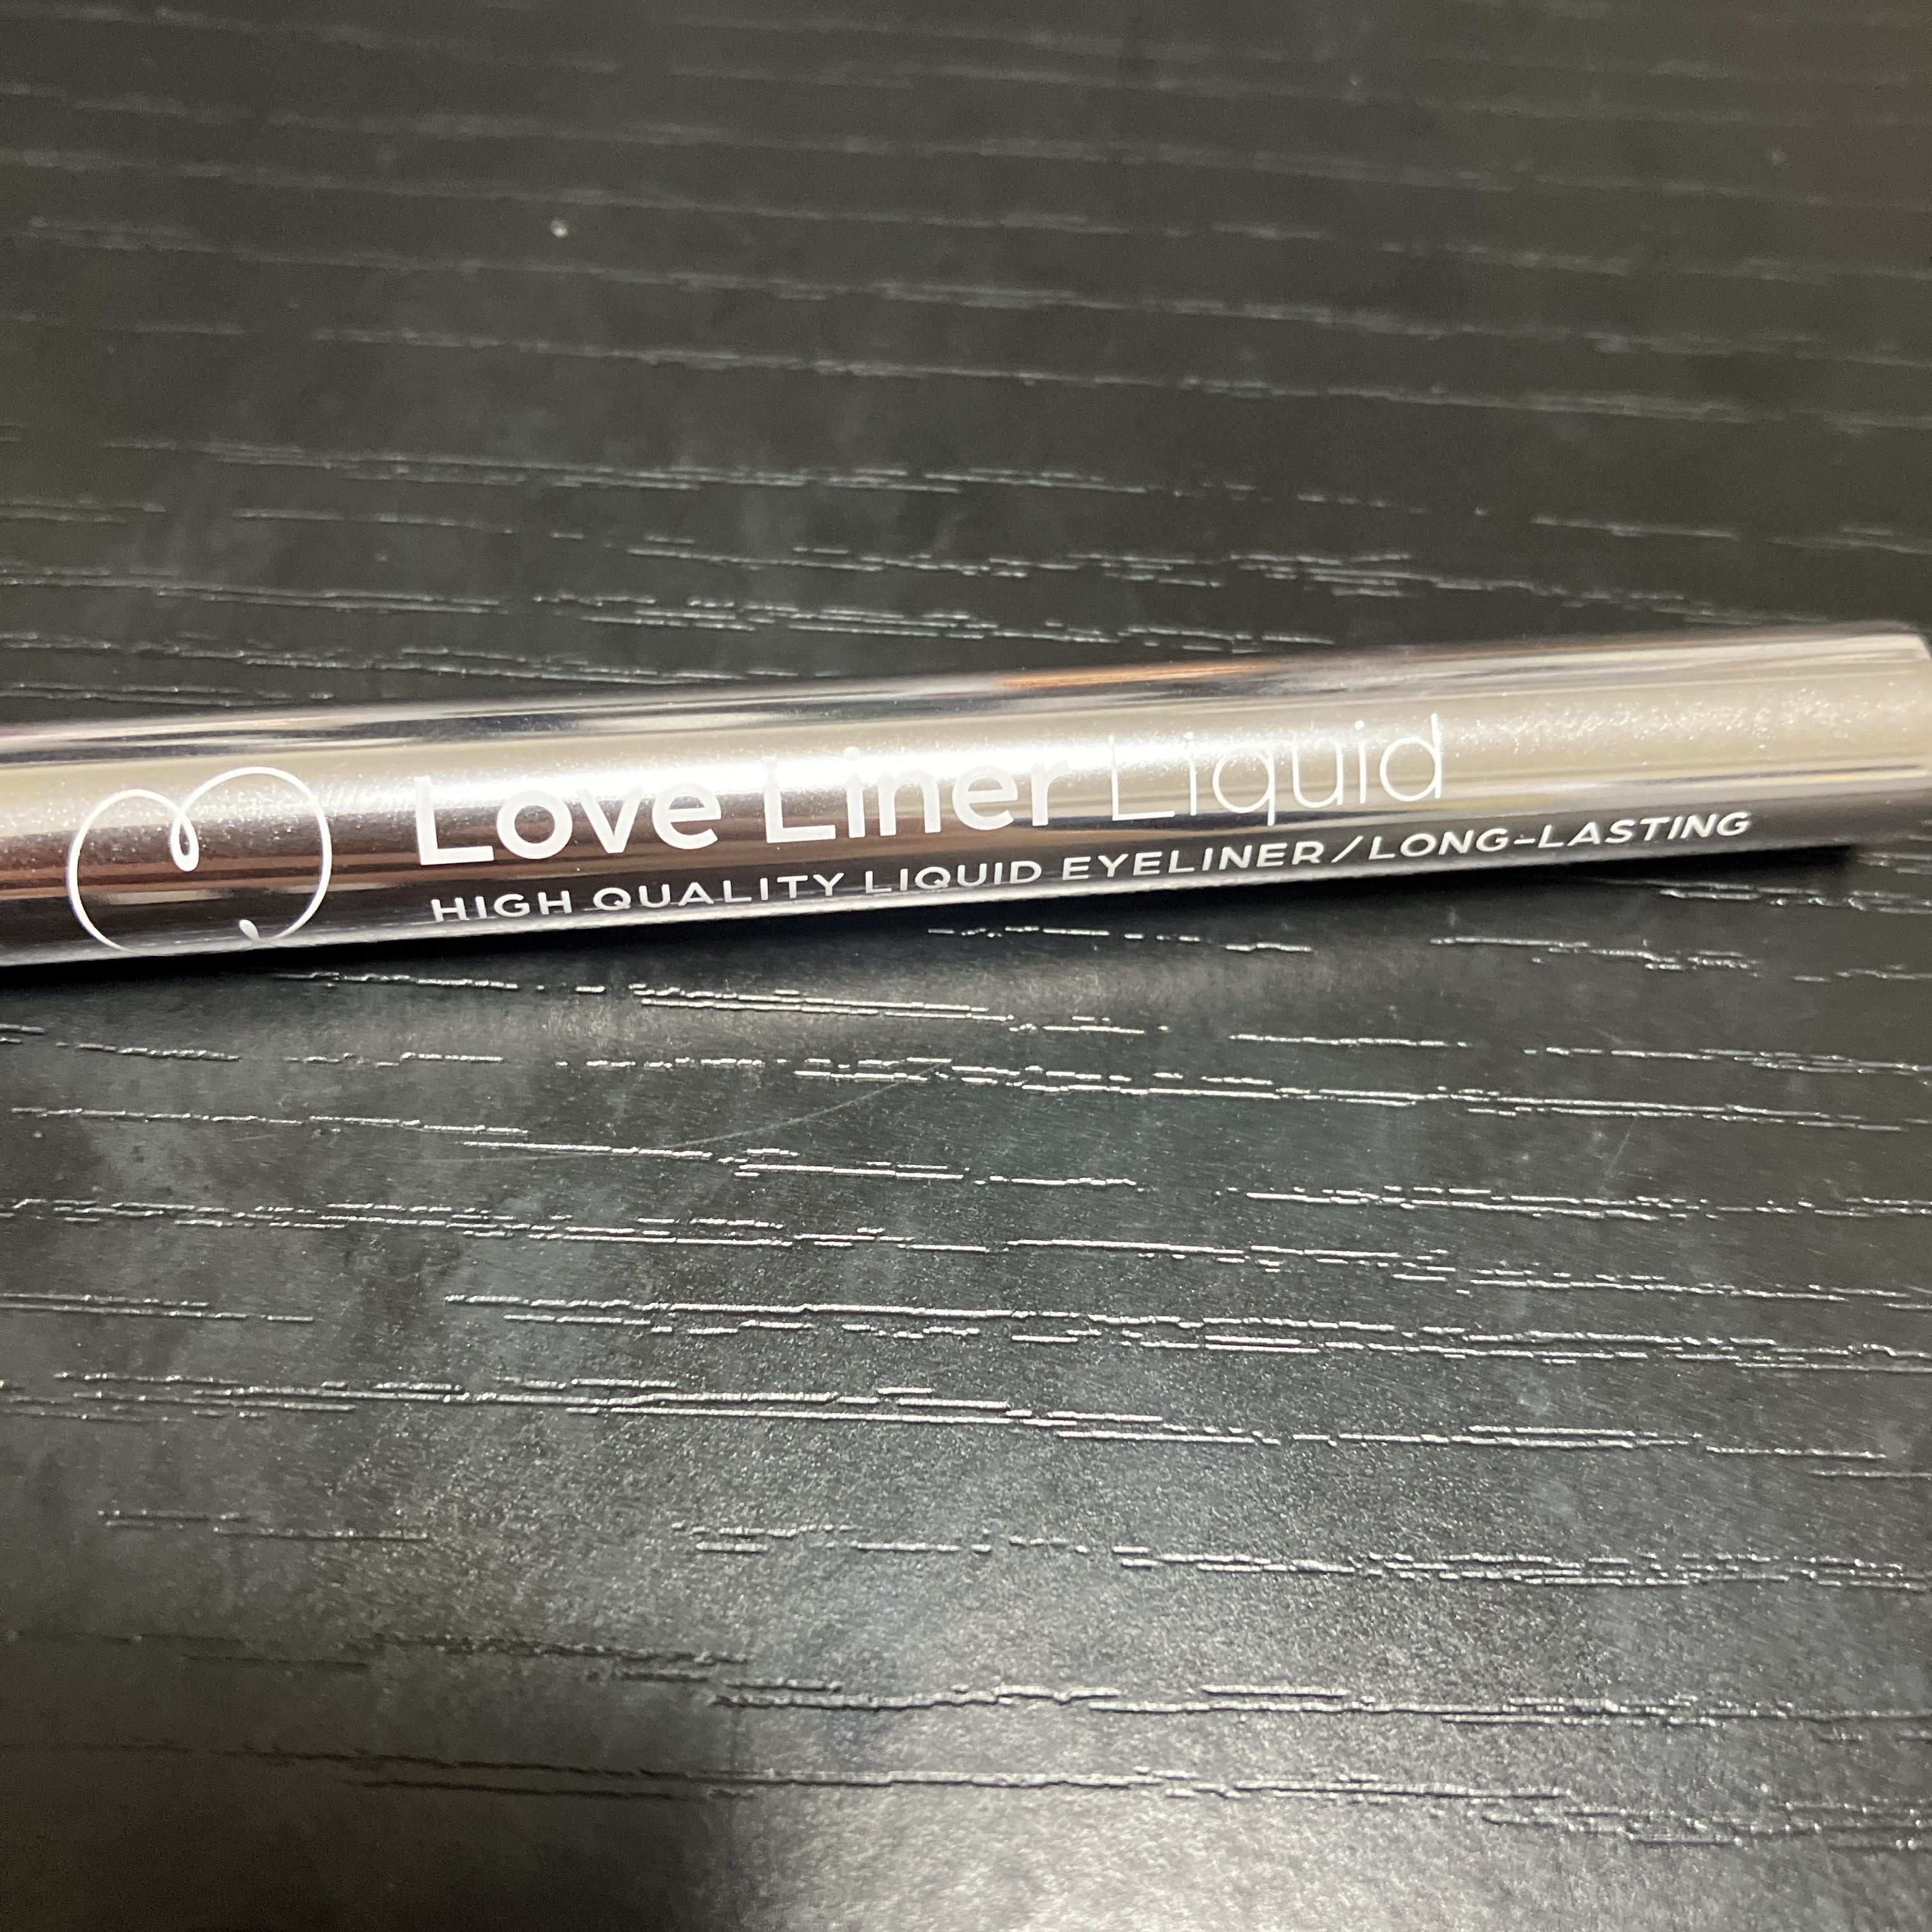 Love Liner Liquid
HIGH QUALITY LIQUID EYELINER/LONG-LASTING